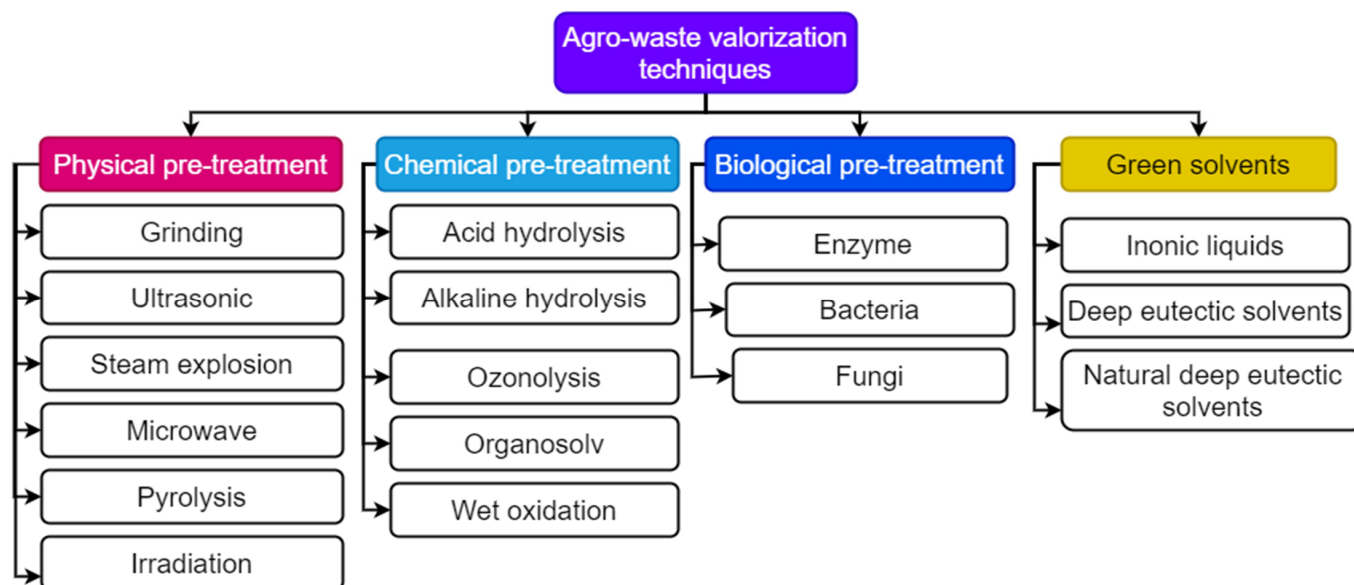 Agro-waste valorization
techniques
Physical pre-treatment
Grinding
Ultrasonic
Steam explosion
Microwave
Pyrolysis
Irradiation
Chemical pre-treatment
Acid hydrolysis
Alkaline hydrolysis
Ozonolysis
Organosolv
Wet oxidation
Biological pre-treatment
Enzyme
Bacteria
Fungi
Green solvents
Inonic liquids
Deep eutectic solvents
Natural deep eutectic
solvents